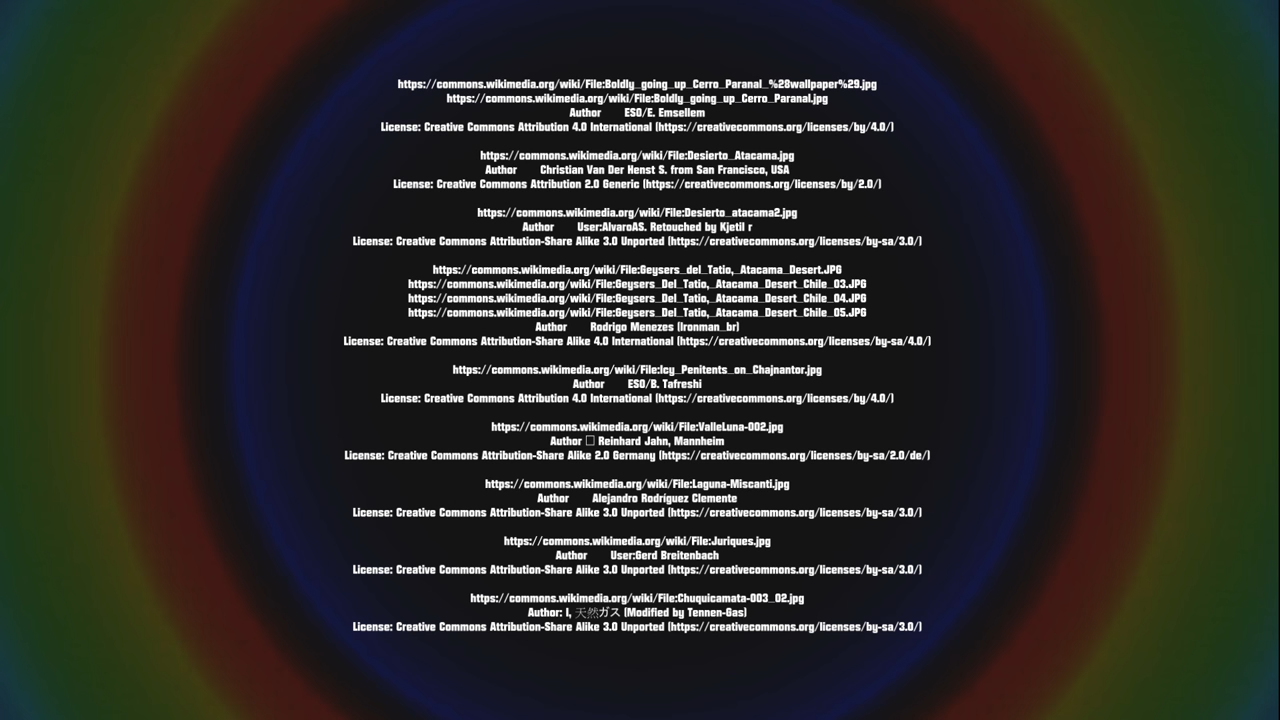 https://commons.wikimedia.org/wiki/File:Boldly_going_up_Cerro_Paranal_%28wallpaper%29.jpg
https://commons.wikimedia.org/wiki/File:Boldly_going_up_Cerro_Paranal.jpg
Author ESO/E. Emsellem
License: Creative Commons Attribution 4.0 International (https://creativecommons.org/licenses/by/4.0/)
https://commons.wikimedia.org/wiki/File:Desierto_Atacama.jpg
Author Christian Van Der Henst S. from San Francisco, USA
License: Creative Commons Attribution 2.0 Generic (https://creativecommons.org/licenses/by/2.0/)
https://commons.wikimedia.org/wiki/File:Desierto_atacama2.jpg
Author User:AlvaroAS. Retouched by Kjetil r
License: Creative Commons Attribution-Share Alike 3.0 Unported (https://creativecommons.org/licenses/by-sa/3.0/)
https://commons.wikimedia.org/wiki/File:Geysers_del_Tatio,_Atacama_Desert.JPG
https://commons.wikimedia.org/wiki/File:Geysers_Del_Tatio,_Atacama_Desert_Chile_03.JPG
https://commons.wikimedia.org/wiki/File:Geysers_Del_Tatio,_Atacama_Desert_Chile_04.JPG
https://commons.wikimedia.org/wiki/File:Geysers_Del_Tatio,_Atacama_Desert_Chile_05.JPG
Author Rodrigo Menezes (Ironman_br)
License: Creative Commons Attribution-Share Alike 4.0 International (https://creativecommons.org/licenses/by-sa/4.0/)
https://commons.wikimedia.org/wiki/File:Icy_Penitents_on_Chajnantor.jpg
Author ESO/B. Tafreshi
License: Creative Commons Attribution 4.0 International (https://creativecommons.org/licenses/by/4.0/)
https://commons.wikimedia.org/wiki/File:ValleLuna-002.jpg
Author □ Reinhard Jahn, Mannheim
License: Creative Commons Attribution-Share Alike 2.0 Germany (https://creativecommons.org/licenses/by-sa/2.0/de/)
https://commons.wikimedia.org/wiki/File:Laguna-Miscanti.jpg
Author Alejandro Rodríguez Clemente
License: Creative Commons Attribution-Share Alike 3.0 Unported (https://creativecommons.org/licenses/by-sa/3.0/)
https://commons.wikimedia.org/wiki/File:Juriques.jpg
Author User:Gerd Breitenbach
License: Creative Commons Attribution-Share Alike 3.0 Unported (https://creativecommons.org/licenses/by-sa/3.0/)
https://commons.wikimedia.org/wiki/File:Chuquicamata-003_02.jpg
Author: I, 天然ガス (Modified by Tennen-Gas)
License: Creative Commons Attribution-Share Alike 3.0 Unported (https://creativecommons.org/licenses/by-sa/3.0/)